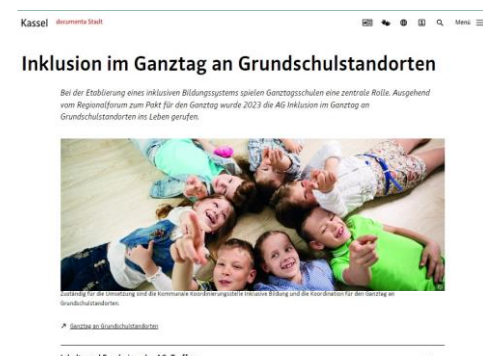 Kassel documenta Stadt
Menü
Inklusion im Ganztag an Grundschulstandorten
Bei der Etablierung eines inklusiven Bildungssystems spielen Ganztagsschulen eine zentrale Rolle. Ausgehend
vom Regionalforum zum Pakt für den Ganztag wurde 2023 die AG Inklusion im Ganztag an
Grundschulstandorten ins Leben gerufen.
Zuständig für die Umsetzung sind die Kommunale Koordinierungsstelle Inklusive Bildung und die Koordination für den Ganztag an
Grundschulstandorten.
Ganztag an Grundschulstandorten